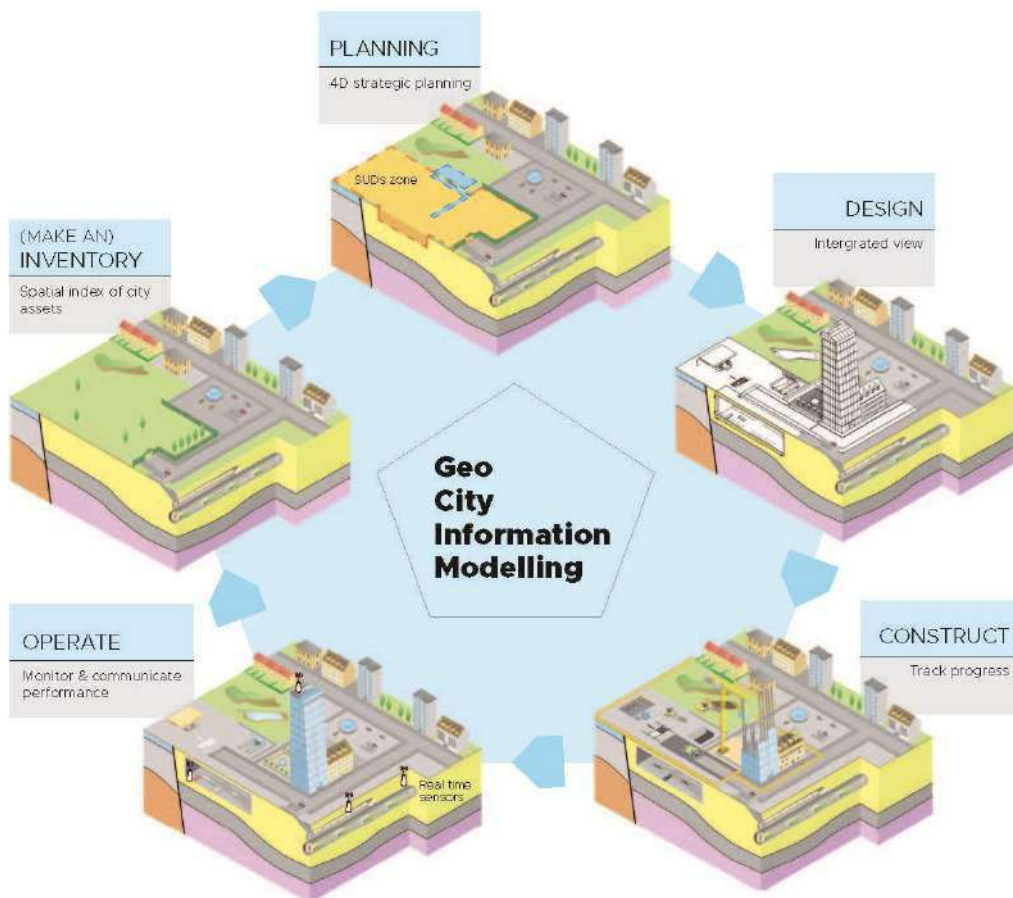 PLANNING
4D strategic planning
SUDs zone
DESIGN
Intergrated view
(MAKE AN)
INVENTORY
Spatial index of city
assets
Geo
City
Information
Modelling
OPERATE
Monitor & communicate
performance
Real time
sensors
CONSTRUCT
Track progress